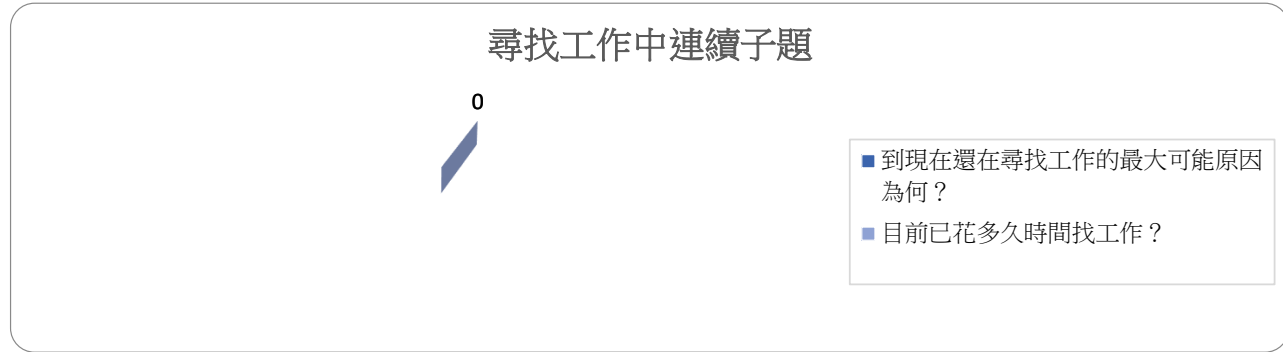 尋找工作中連續子題
0
到現在還在尋找工作的最大可能原因
為何？
目前已花多久時間找工作？